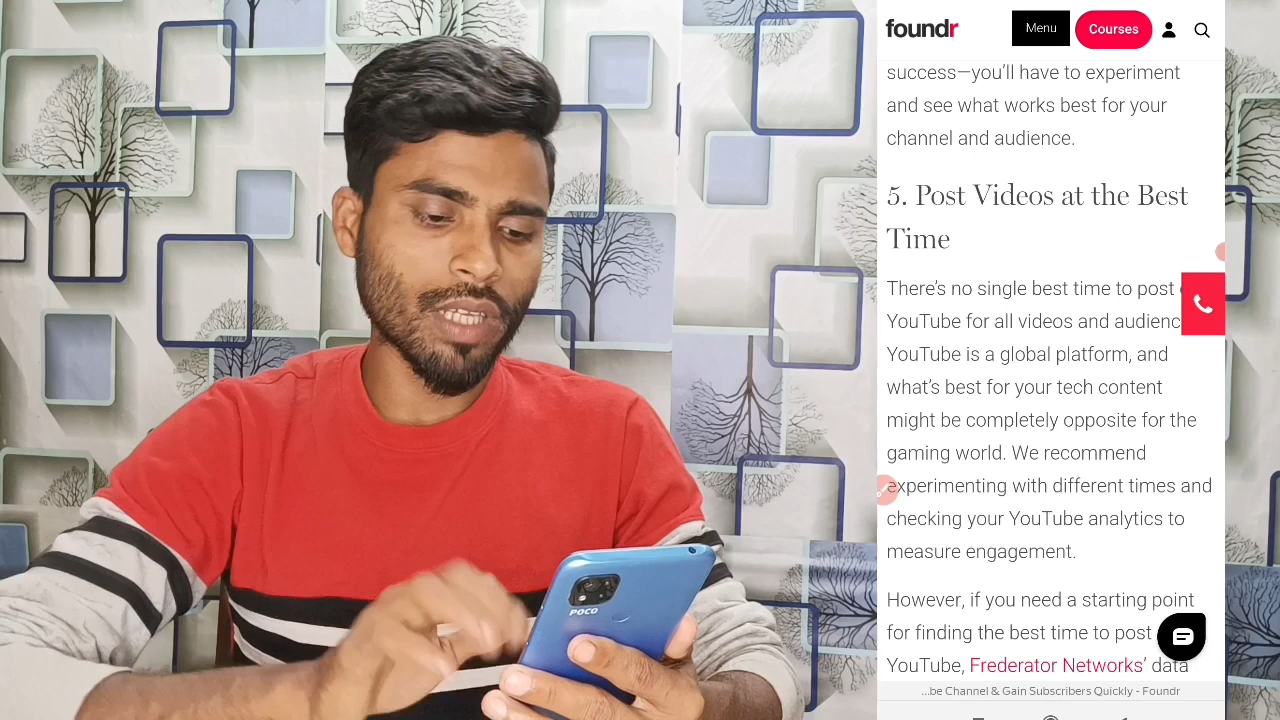 foundr
Menu
Courses
success—you'll have to experiment
and see what works best for your
channel and audience.
5. Post Videos at the Best
Time
There's no single best time to post
YouTube for all videos and
YouTube is a global platform, and
what's best for your tech content
might be completely opposite for the
gaming world. We recommend
experimenting with different times and
checking your YouTube analytics to
measure engagement.
However, if you need a starting point
for finding the best time to post
YouTube, Frederator Networks' data
...be Channel & Gain Subscribers Quickly - Foundr
POCO